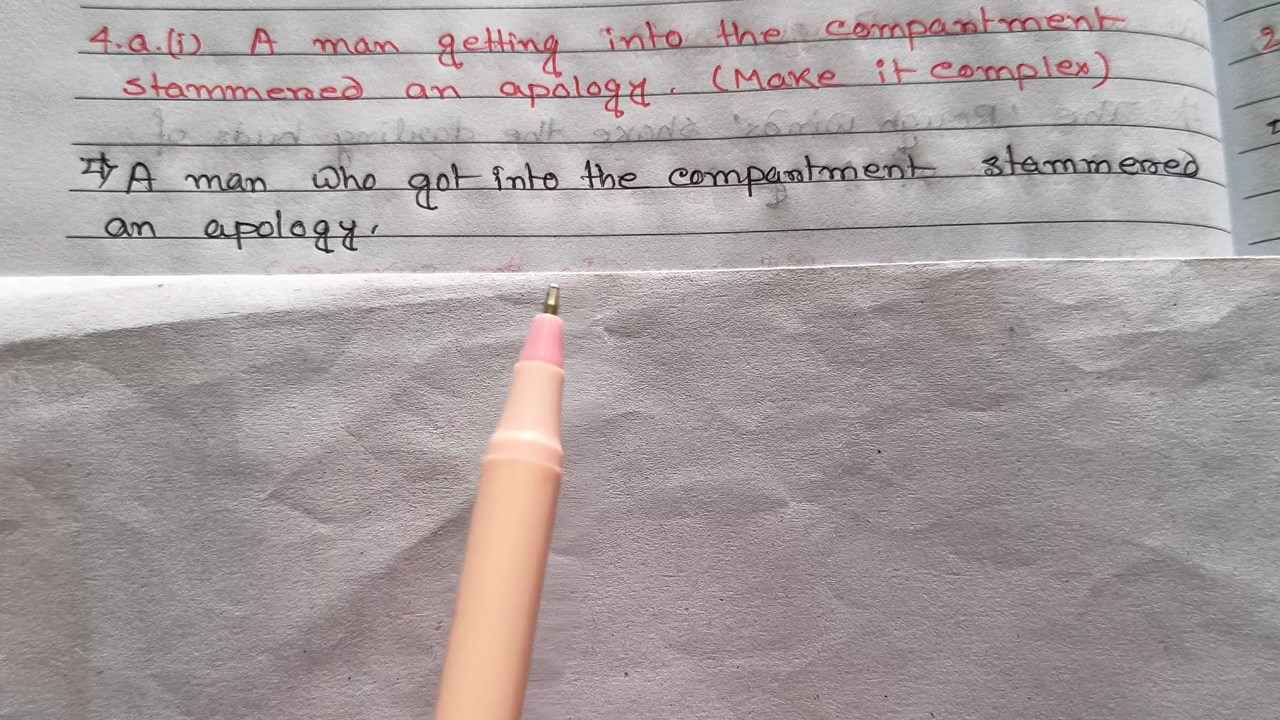 4.a.(i) A man getting into the compartment
stammered an apology. (Make it complex)
⇒ A man who got into the compartment stammered
an apology.
2